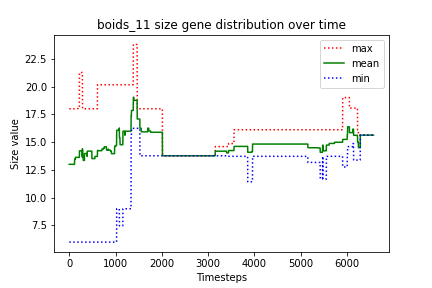 boids_11 size gene distribution over time
max
mean
min
Size value
22.5
20.0
17.5
15.0
12.5
10.0
7.5
0 1000 2000 3000 4000 5000 6000
Timesteps